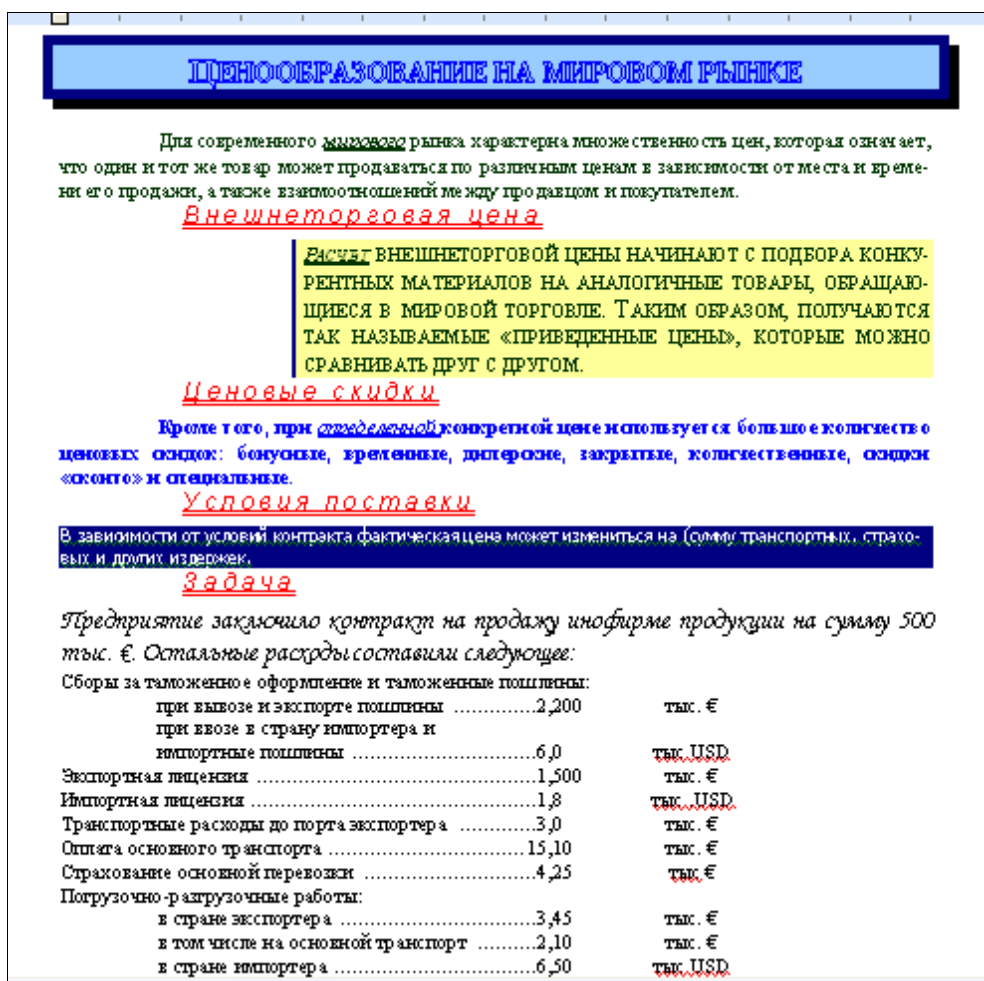 Ценообразование на мировом рынке
Для современного мирового рынка характерна множественность цен, которая означает,
что один и тот же товар может продаваться по различным ценам в зависимости от места и време-
ни его продажи, а также взаимоотношений между продавцом и покупателем.
Внешнеторговая цена
Расчет внешнеторговой цены начинают с подбора конку-
рентных материалов на аналогичные товары, обращаю-
щиеся в мировой торговле. Таким образом, получаются
так называемые «приведенные цены», которые можно
сравнивать друг с другом.
Ценовые скидки
Кроме того, при определенной конкретной цене используется большое количество
ценовых скидок: бонусные, временные, дилерские, закрытые, количественные, скидки
«сконто» и специальные.
Условия поставки
В зависимости от условий контракта фактическая цена может измениться на (сумму транспортных, страхо-
вых и других издержек.
Задача
Предприятие заключило контракт на продажу инофирме продукции на сумму 500
тыс. €. Остальные расходы составили следующее:
Сборы за таможенное оформление и таможенные пошлины:
при вывозе и экспорте пошлины ..............2,200 тыс. €
при ввозе в страну импортера и
импортные пошлины ................................6,0 тыс.USD
Экспортная лицензия ................................................1,500 тыс. €
Импортная лицензия .................................................1,8 тыс. USD
Транспортные расходы до порта экспортера .............3,0 тыс. €
Оплата основного транспорта ..................................15,10 тыс. €
Страхование основной перевозки .............................4,25 тыс.€
Погрузочно-разгрузочные работы:
в стране экспортера ..................................3,45 тыс. €
в том числе на основной транспорт ..........2,10 тыс. €
в стране импортера ...................................6,50 тыс.USD